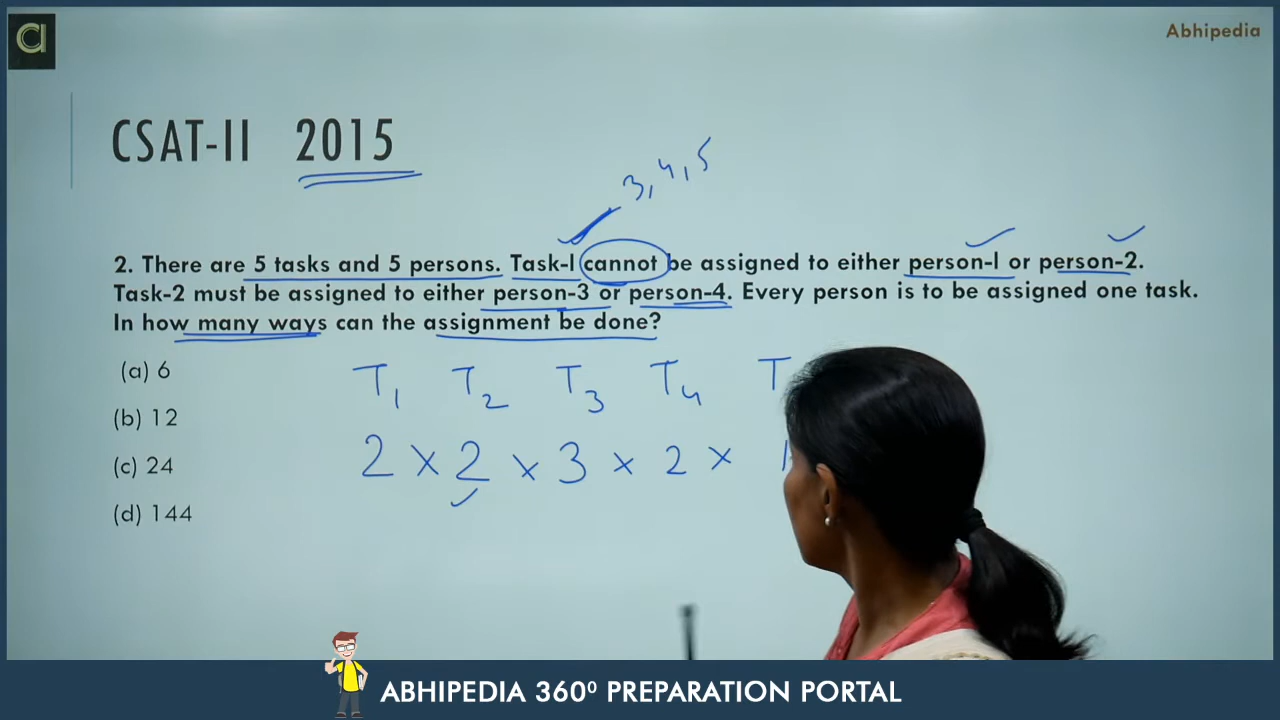 Abhipedia
CSAT-II 2015
3, 4, 5
2. There are 5 tasks and 5 persons. Task-I cannot be assigned to either person-I or person-2.
Task-2 must be assigned to either person-3 or person-4. Every person is to be assigned one task.
In how many ways can the assignment be done?
(a) 6
(b) 12
(c) 24
(d) 144
T1 T2 T3 T4 T
2 × 2 × 3 × 2 ×
ABHIPEDIA 360⁰ PREPARATION PORTAL